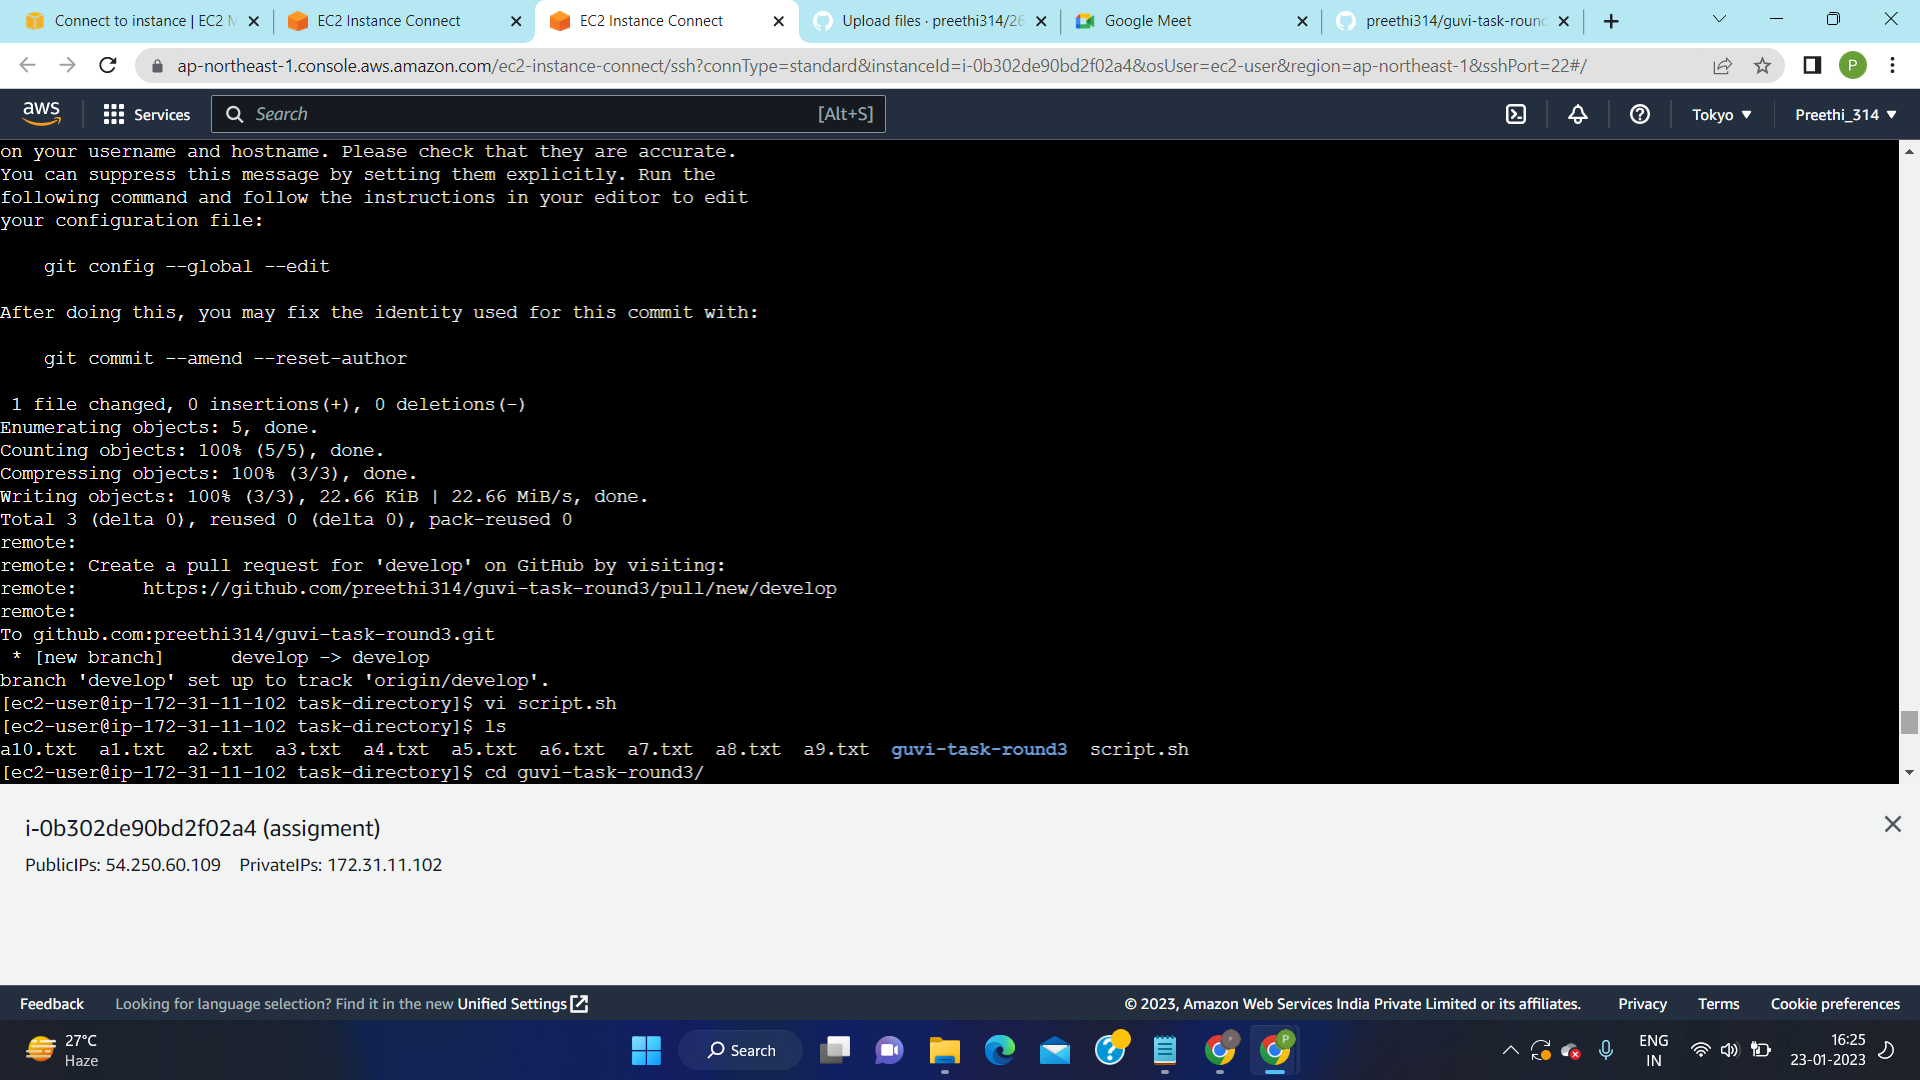 Connect to instance | EC2 M
EC2 Instance Connect
EC2 Instance Connect
Upload files · preethi314/26
Google Meet
preethi314/guvi-task-round
ap-northeast-1.console.aws.amazon.com/ec2-instance-connect/ssh?connType=standard&instanceId=i-0b302de90bd2f02a4&osUser=ec2-user&region=ap-northeast-1&sshPort=22#/
P
aws
Services
Search
[Alt+S]
Tokyo ▼
Preethi_314 ▼
on your username and hostname. Please check that they are accurate.
You can suppress this message by setting them explicitly. Run the
following command and follow the instructions in your editor to edit
your configuration file:
git config --global --edit
After doing this, you may fix the identity used for this commit with:
git commit --amend --reset-author
1 file changed, 0 insertions(+), 0 deletions(-)
Enumerating objects: 5, done.
Counting objects: 100% (5/5), done.
Compressing objects: 100% (3/3), done.
Writing objects: 100% (3/3), 22.66 KiB | 22.66 MiB/s, done.
Total 3 (delta 0), reused 0 (delta 0), pack-reused 0
remote:
remote: Create a pull request for 'develop' on GitHub by visiting:
remote:      https://github.com/preethi314/guvi-task-round3/pull/new/develop
remote:
To github.com:preethi314/guvi-task-round3.git
* [new branch]      develop -> develop
branch 'develop' set up to track 'origin/develop'.
[ec2-user@ip-172-31-11-102 task-directory]$ vi script.sh
[ec2-user@ip-172-31-11-102 task-directory]$ ls
a10.txt  a1.txt  a2.txt  a3.txt  a4.txt  a5.txt  a6.txt  a7.txt  a8.txt  a9.txt  guvi-task-round3  script.sh
[ec2-user@ip-172-31-11-102 task-directory]$ cd guvi-task-round3/
i-0b302de90bd2f02a4 (assigment)
PublicIPs: 54.250.60.109    PrivateIPs: 172.31.11.102
Feedback
Looking for language selection? Find it in the new Unified Settings
© 2023, Amazon Web Services India Private Limited or its affiliates.
Privacy
Terms
Cookie preferences
27°C
Haze
Search
P
ENG
IN
16:25
23-01-2023